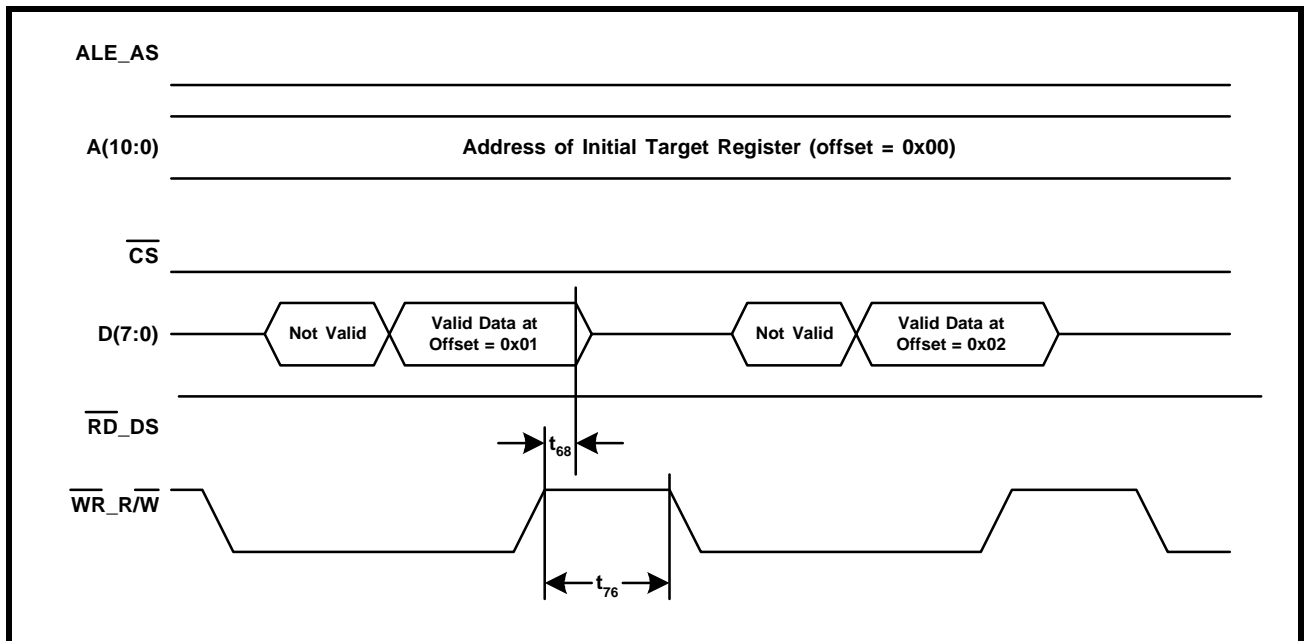 ALE_AS
A(10:0)
Address of Initial Target Register (offset = 0x00)
CS
D(7:0)
Not Valid
Valid Data at
Offset = 0x01
Not Valid
Valid Data at
Offset = 0x02
RD_DS
t68
WR_R/W
t76